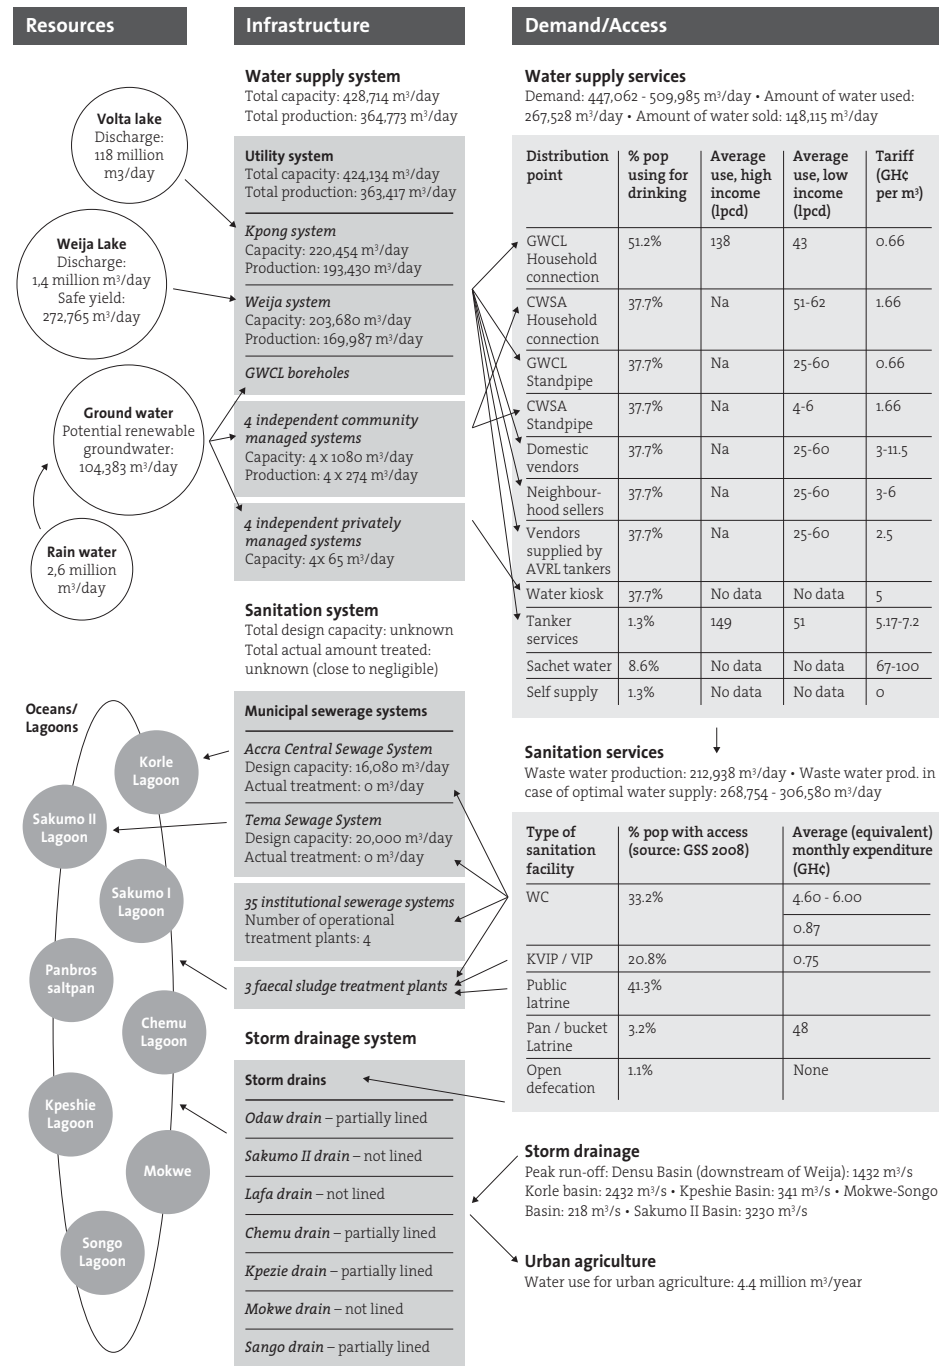 Resources
Infrastructure
Demand/Access
Volta lake
Discharge:
118 million
m3/day
Weija Lake
Discharge:
1,4 million m³/day
Safe yield:
272,765 m³/day
Ground water
Potential renewable
groundwater:
104,383 m³/day
Rain water
2,6 million
m³/day
Oceans/
Lagoons
Korle
Lagoon
Sakumo II
Lagoon
Sakumo I
Lagoon
Panbros
saltpan
Chemu
Lagoon
Kpeshie
Lagoon
Mokwe
Songo
Lagoon
Water supply system
Total capacity: 428,714 m³/day
Total production: 364,773 m³/day
Utility system
Total capacity: 424,134 m³/day
Total production: 363,417 m³/day
Kpong system
Capacity: 220,454 m³/day
Production: 193,430 m³/day
Weija system
Capacity: 203,680 m³/day
Production: 169,987 m³/day
GWCL boreholes
4 independent community
managed systems
Capacity: 4 x 1080 m³/day
Production: 4 x 274 m³/day
4 independent privately
managed systems
Capacity: 4x 65 m³/day
Sanitation system
Total design capacity: unknown
Total actual amount treated:
unknown (close to negligible)
Municipal sewerage systems
Accra Central Sewage System
Design capacity: 16,080 m³/day
Actual treatment: 0 m³/day
Tema Sewage System
Design capacity: 20,000 m³/day
Actual treatment: 0 m³/day
35 institutional sewerage systems
Number of operational
treatment plants: 4
3 faecal sludge treatment plants
Storm drainage system
Storm drains
Odaw drain – partially lined
Sakumo II drain – not lined
Lafa drain – not lined
Chemu drain – partially lined
Kpezie drain – partially lined
Mokwe drain – not lined
Sango drain – partially lined
Water supply services
Demand: 447,062 - 509,985 m³/day • Amount of water used:
267,528 m³/day • Amount of water sold: 148,115 m³/day
Distribution point | % pop using for drinking | Average use, high income (lpcd) | Average use, low income (lpcd) | Tariff (GH¢ per m³)
GWCL Household connection | 51.2% | 138 | 43 | 0.66
CWSA Household connection | 37.7% | Na | 51-62 | 1.66
GWCL Standpipe | 37.7% | Na | 25-60 | 0.66
CWSA Standpipe | 37.7% | Na | 4-6 | 1.66
Domestic vendors | 37.7% | Na | 25-60 | 3-11.5
Neighbour-hood sellers | 37.7% | Na | 25-60 | 3-6
Vendors supplied by AVRL tankers | 37.7% | Na | 25-60 | 2.5
Water kiosk | 37.7% | No data | No data | 5
Tanker services | 1.3% | 149 | 51 | 5.17-7.2
Sachet water | 8.6% | No data | No data | 67-100
Self supply | 1.3% | No data | No data | 0
Sanitation services
Waste water production: 212,938 m³/day • Waste water prod. in
case of optimal water supply: 268,754 - 306,580 m³/day
Type of sanitation facility | % pop with access (source: GSS 2008) | Average (equivalent) monthly expenditure (GH¢)
WC | 33.2% | 4.60 - 6.00
0.87
KVIP / VIP | 20.8% | 0.75
Public latrine | 41.3%
Pan / bucket Latrine | 3.2% | 48
Open defecation | 1.1% | None
Storm drainage
Peak run-off: Densu Basin (downstream of Weija): 1432 m³/s
Korle basin: 2432 m³/s • Kpeshie Basin: 341 m³/s • Mokwe-Songo
Basin: 218 m³/s • Sakumo II Basin: 3230 m³/s
Urban agriculture
Water use for urban agriculture: 4.4 million m³/year